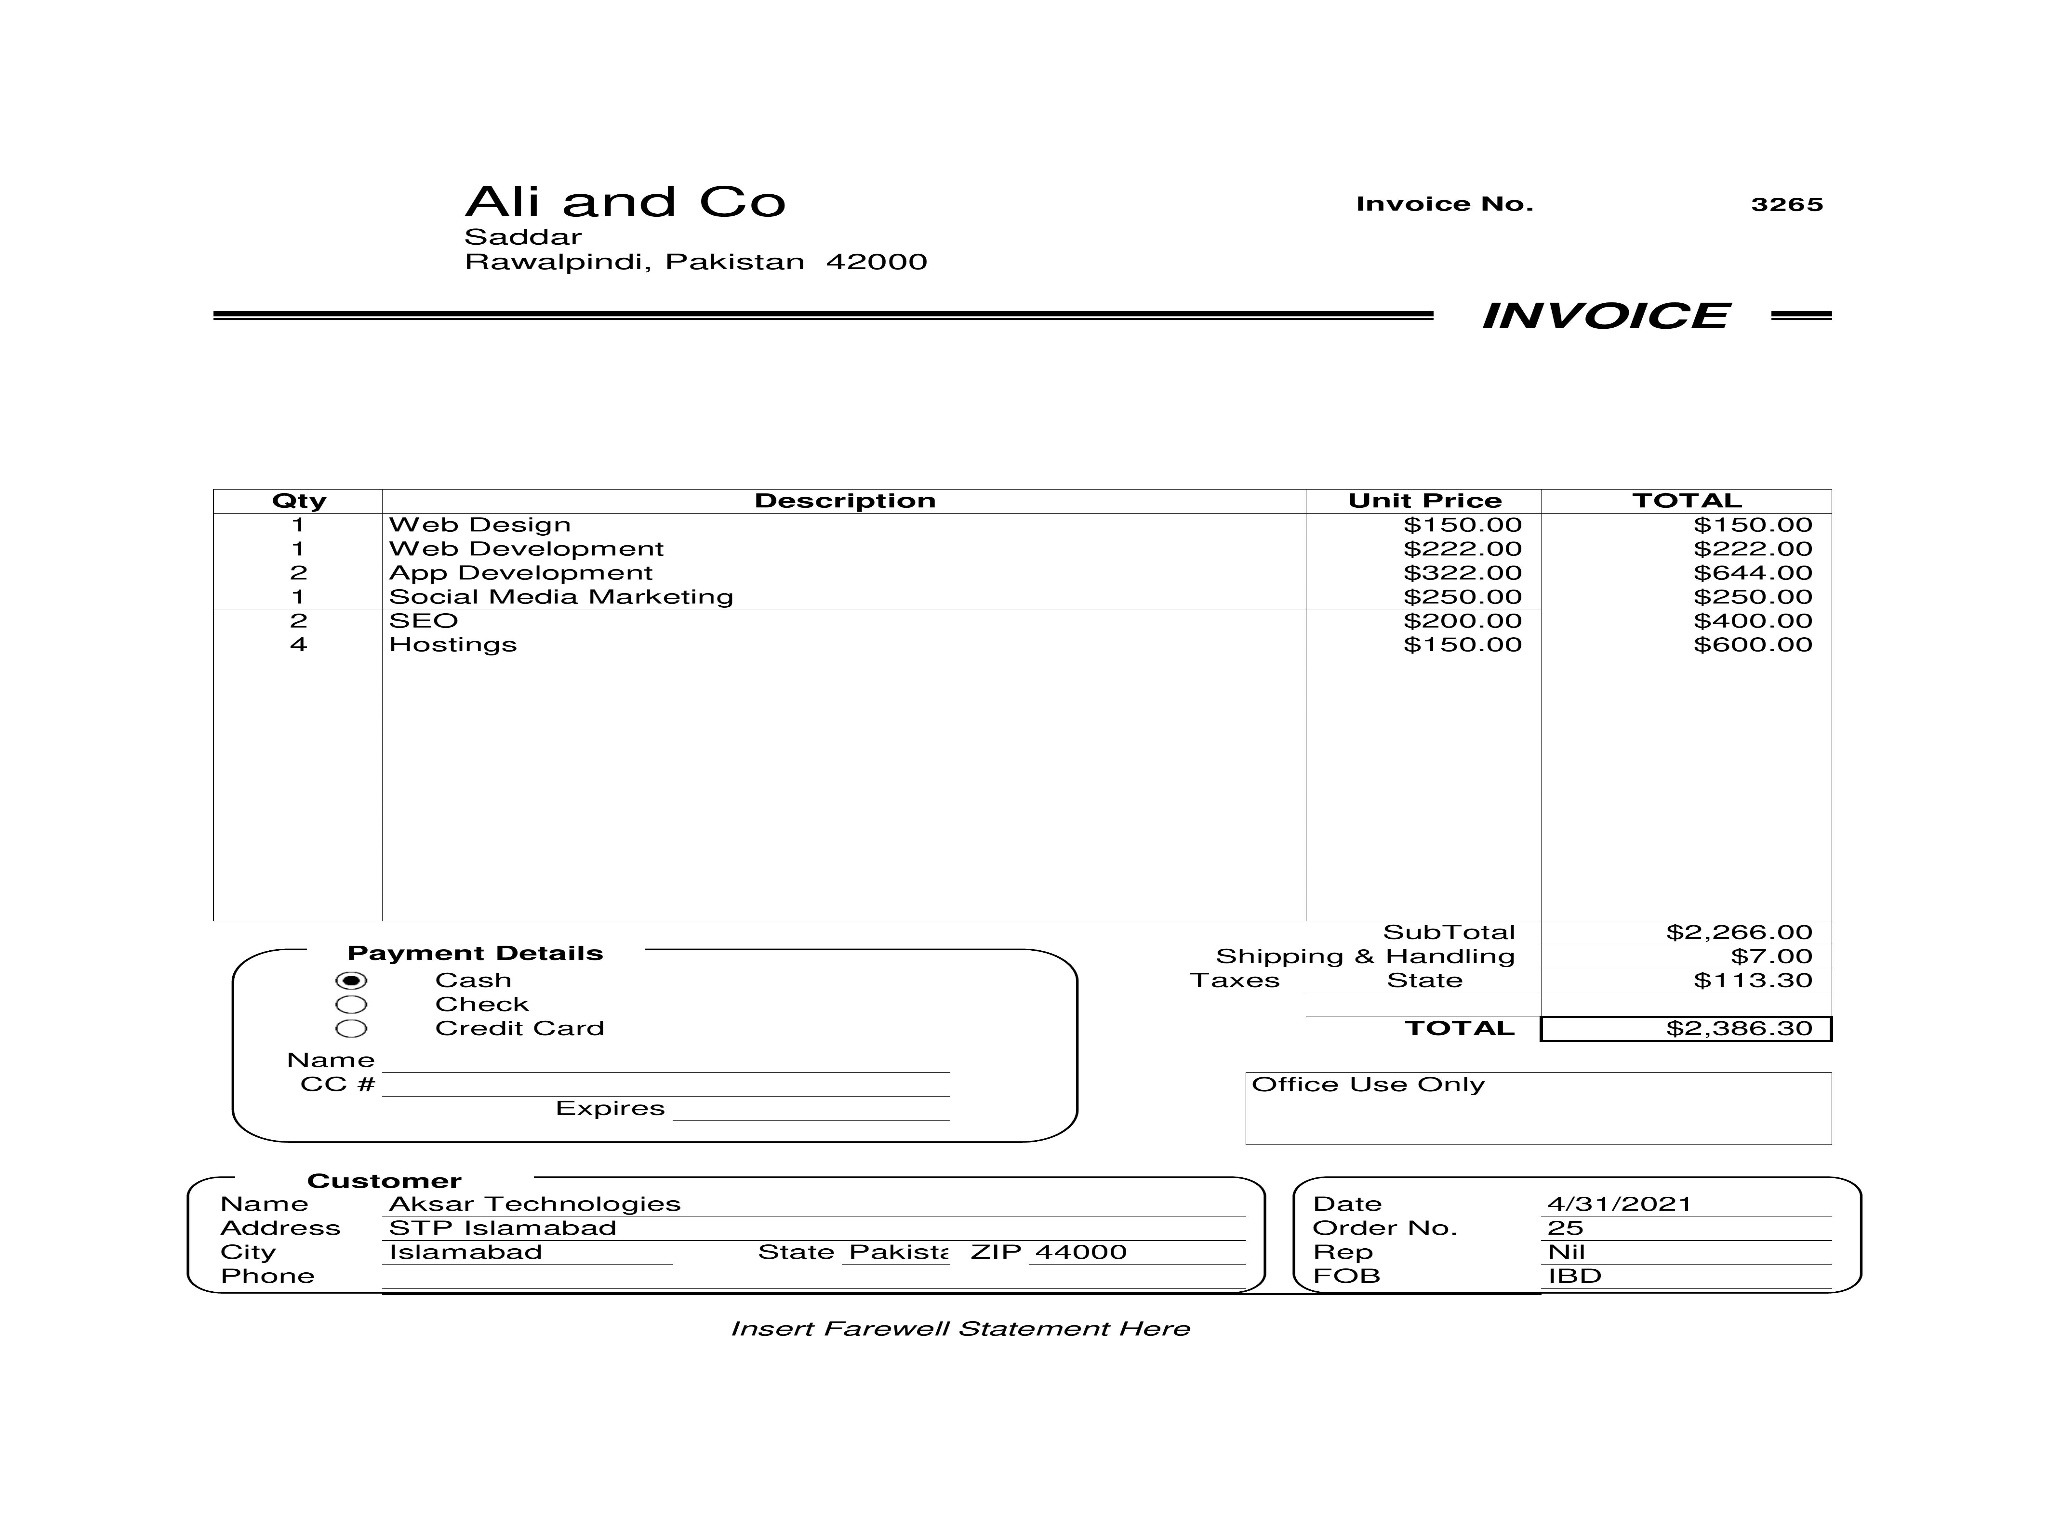 Ali and Co
Invoice No. 3265
Saddar
Rawalpindi, Pakistan 42000
INVOICE
Qty Description Unit Price TOTAL
1 Web Design $150.00 $150.00
1 Web Development $222.00 $222.00
2 App Development $322.00 $644.00
1 Social Media Marketing $250.00 $250.00
2 SEO $200.00 $400.00
4 Hostings $150.00 $600.00
SubTotal $2,266.00
Shipping & Handling $7.00
Taxes State $113.30
TOTAL $2,386.30
Payment Details
Cash
Check
Credit Card
Name
CC #
Expires
Office Use Only
Customer
Name Aksar Technologies
Address STP Islamabad
City Islamabad State Pakista ZIP 44000
Phone
Date 4/31/2021
Order No. 25
Rep Nil
FOB IBD
Insert Farewell Statement Here